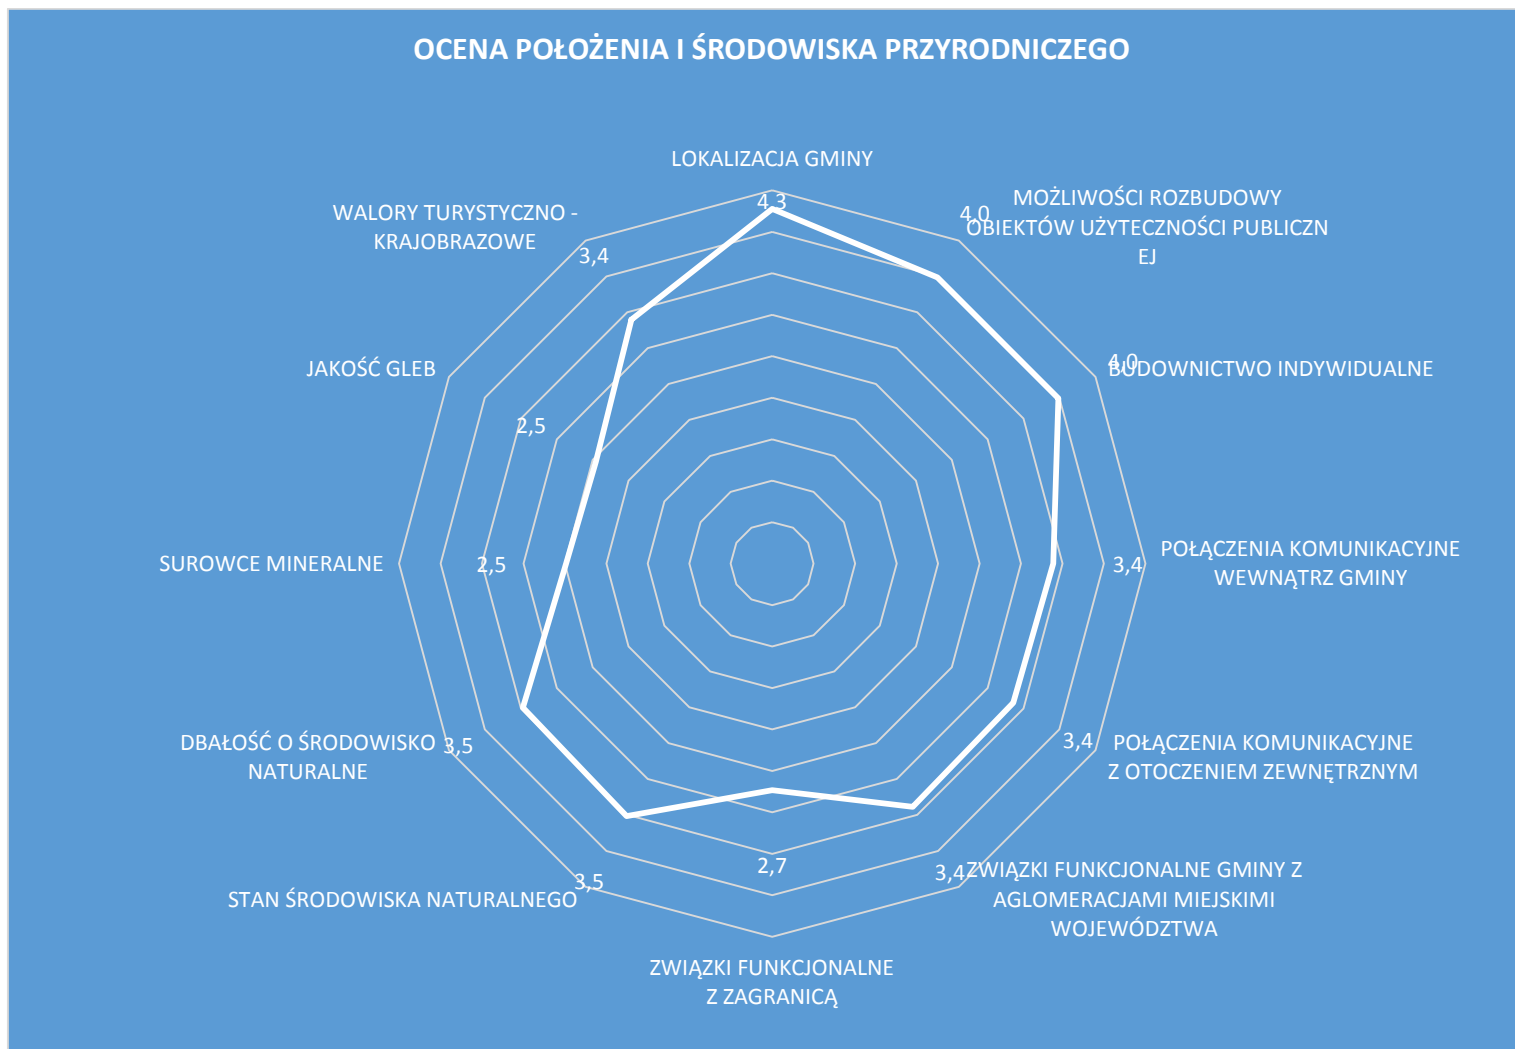 OCENA POŁOŻENIA I ŚRODOWISKA PRZYRODNICZEGO
LOKALIZACJA GMINY
4,3
MOŻLIWOŚCI ROZBUDOWY
OBIEKTÓW UŻYTECZNOŚCI PUBLICZN
EJ
4,0
BUDOWNICTWO INDYWIDUALNE
4,0
POŁĄCZENIA KOMUNIKACYJNE
WEWNĄTRZ GMINY
3,4
POŁĄCZENIA KOMUNIKACYJNE
Z OTOCZENIEM ZEWNĘTRZNYM
3,4
ZWIĄZKI FUNKCJONALNE GMINY Z
AGLOMERACJAMI MIEJSKIMI
WOJEWÓDZTWA
3,4
ZWIĄZKI FUNKCJONALNE
Z ZAGRANICĄ
2,7
STAN ŚRODOWISKA NATURALNEGO
3,5
DBAŁOŚĆ O ŚRODOWISKO
NATURALNE
3,5
SUROWCE MINERALNE
2,5
JAKOŚĆ GLEB
2,5
WALORY TURYSTYCZNO -
KRAJOBRAZOWE
3,4